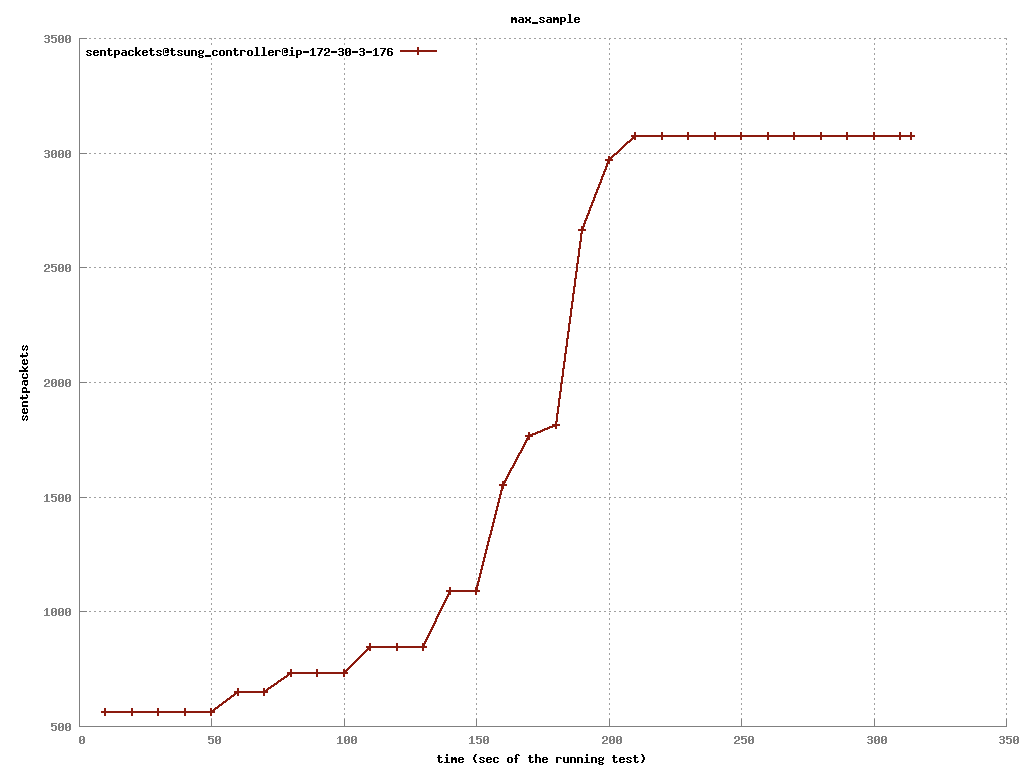 max_sample
3500
sentpackets@tsung_controller@ip-172-30-3-176
3000
2500
2000
sentpackets
1500
1000
500
0 50 100 150 200 250 300 350
time (sec of the running test)